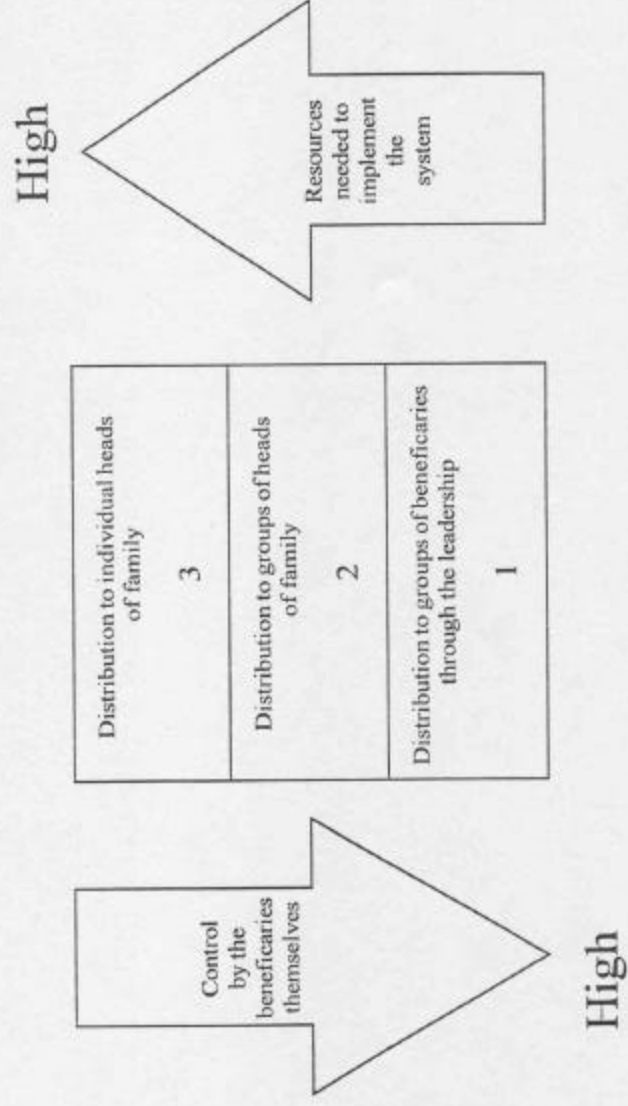 High
Control
by the
beneficaries
themselves
High
Distribution to individual heads
of family
3
Distribution to groups of heads
of family
2
Distribution to groups of beneficaries
through the leadership
1
Resources
needed to
implement
the
system